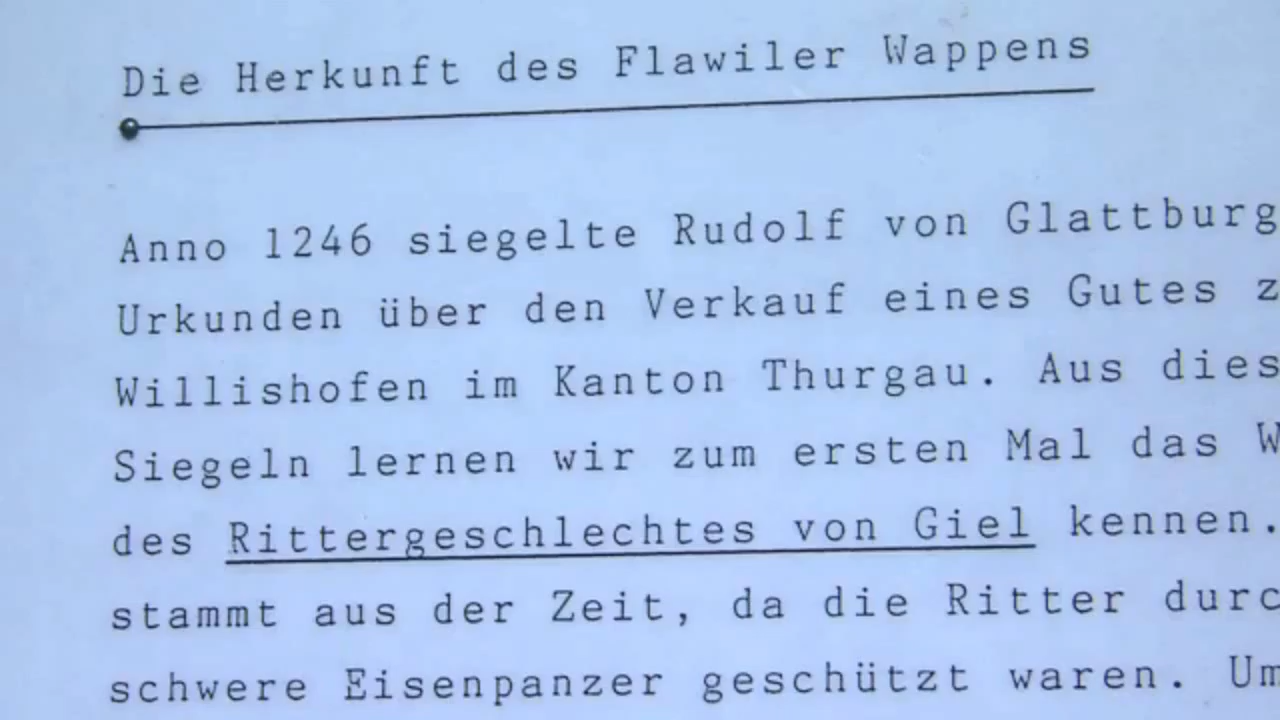 Die Herkunft des Flawiler Wappens
Anno 1246 siegelte Rudolf von Glattburg
Urkunden über den Verkauf eines Gutes z
Willishofen im Kanton Thurgau. Aus dies
Siegeln lernen wir zum ersten Mal das W
des Rittergeschlechtes von Giel kennen.
stammt aus der Zeit, da die Ritter durc
schwere Eisenpanzer geschützt waren. Um